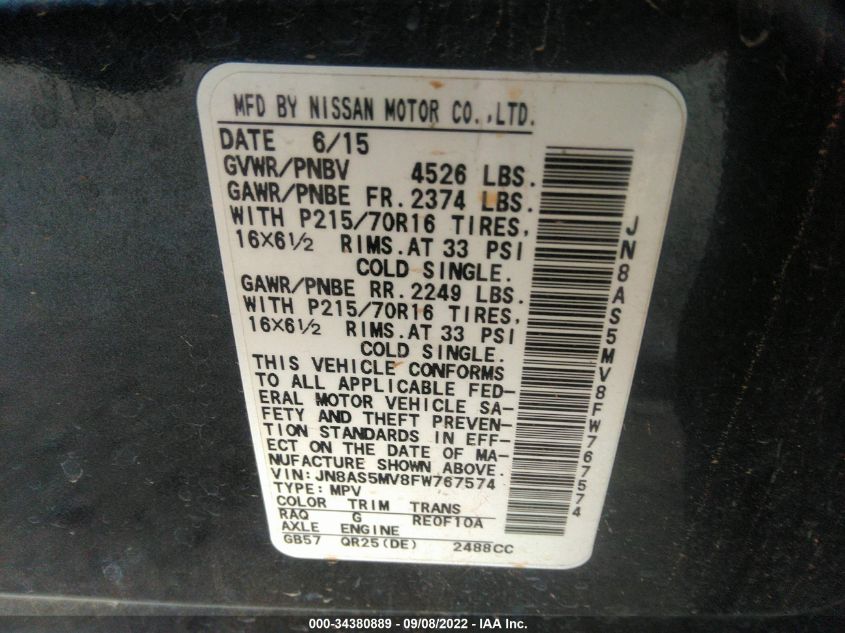 MFD BY NISSAN MOTOR CO.,LTD.
DATE 6/15
GVWR/PNBV 4526 LBS.
GAWR/PNBE FR. 2374 LBS.
WITH P215/70R16 TIRES,
16X6½ RIMS. AT 33 PSI
COLD SINGLE.
GAWR/PNBE RR. 2249 LBS.
WITH P215/70R16 TIRES,
16X6½ RIMS. AT 33 PSI
COLD SINGLE.
THIS VEHICLE CONFORMS
TO ALL APPLICABLE FED-
ERAL MOTOR VEHICLE SA-
FETY AND THEFT PREVEN-
TION STANDARDS IN EFF-
ECT ON THE DATE OF MA-
NUFACTURE SHOWN ABOVE.
VIN: JN8AS5MV8FW767574
TYPE: MPV
COLOR TRIM TRANS
RAQ G RE0F10A
AXLE ENGINE
GB57 QR25(DE) 2488CC
JN8AS5MV8FW767574
000-34380889 - 09/08/2022 - IAA Inc.